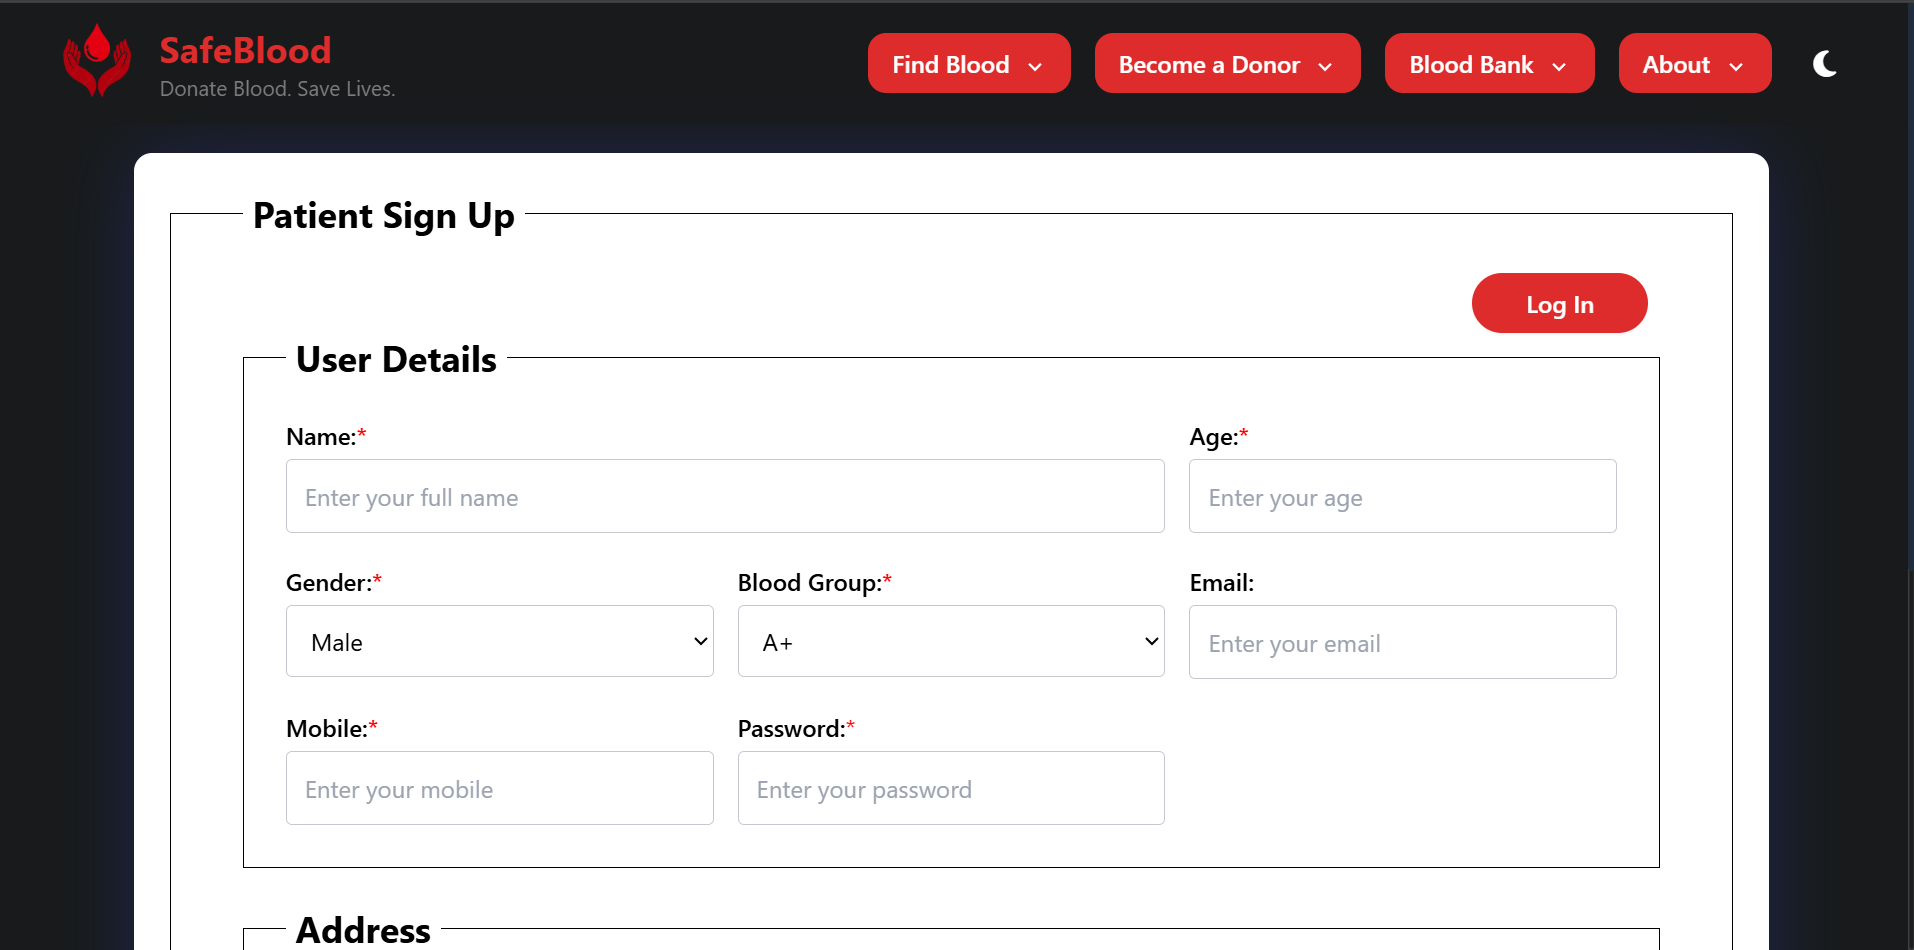 SafeBlood
Donate Blood. Save Lives.
Find Blood
Become a Donor
Blood Bank
About
Patient Sign Up
Log In
User Details
Name:*
Age:*
Enter your full name
Enter your age
Gender:*
Blood Group:*
Email:
Male
A+
Enter your email
Mobile:*
Password:*
Enter your mobile
Enter your password
Address